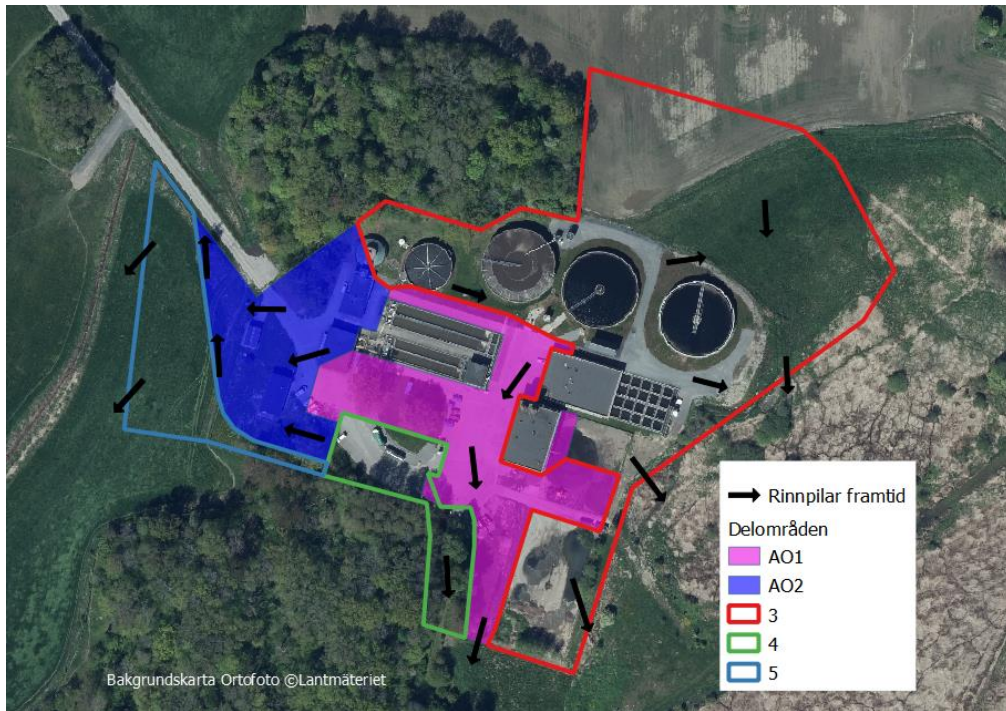 Rinnpilar framtid
Delområden
AO1
AO2
3
4
5
Bakgrundskarta Ortofoto ©Lantmäteriet